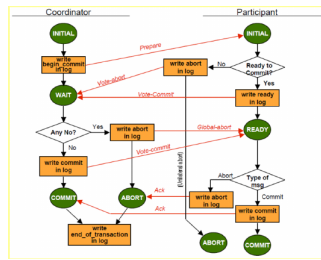 Coordinator
Participant
INITIAL
INITIAL
write
begin_commit
in log
Prepare
write abort
in log
No
Ready to
Commit?
Yes
Vote-abort
WAIT
Vote-Commit
write ready
in log
Any No?
Yes
write abort
in log
Global-abort
READY
No
write commit
in log
Vote-commit
(Unilateral abort)
Type of
msg
Abort
Commit
COMMIT
ABORT
Ack
write abort
in log
Ack
write commit
in log
write
end_of_transaction
in log
ABORT
COMMIT